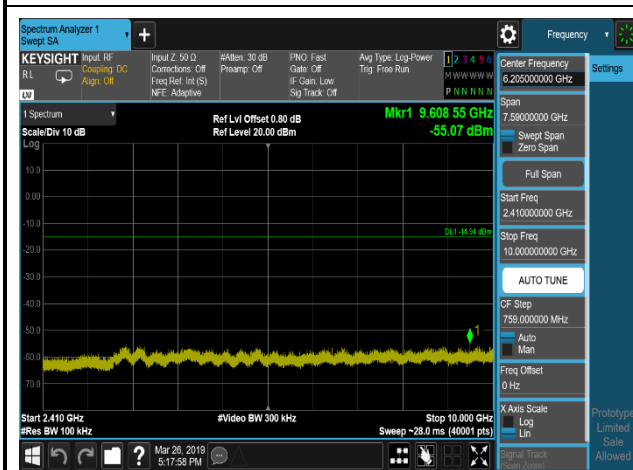 Spectrum Analyzer 1
Swept SA
+
Frequency
KEYSIGHT
RL
LXI
Input: RF
Coupling: DC
Align: Off
Input Z: 50 Ω
Corrections: Off
Freq Ref: Int (S)
NFE: Adaptive
#Atten: 30 dB
Preamp: Off
PNO: Fast
Gate: Off
IF Gain: Low
Sig Track: Off
Avg Type: Log-Power
Trig: Free Run
1 2 3 4 5 6
M W W W W W
P N N N N N
1 Spectrum
Scale/Div 10 dB
Log
Ref Lvl Offset 0.80 dB
Ref Level 20.00 dBm
Mkr1 9.608 55 GHz
-55.07 dBm
10.0
0.00
-10.0
DL1 -14.94 dBm
-20.0
-30.0
-40.0
-50.0
1
-60.0
-70.0
Start 2.410 GHz
#Res BW 100 kHz
#Video BW 300 kHz
Stop 10.000 GHz
Sweep ~28.0 ms (40001 pts)
Center Frequency
6.205000000 GHz
Settings
Span
7.59000000 GHz
Swept Span
Zero Span
Full Span
Start Freq
2.410000000 GHz
Stop Freq
10.000000000 GHz
AUTO TUNE
CF Step
759.000000 MHz
Auto
Man
Freq Offset
0 Hz
X Axis Scale
Log
Lin
Signal Track
(Span Zoom)
Prototype
Limited
Sale
Allowed
?
Mar 26, 2019
5:17:58 PM